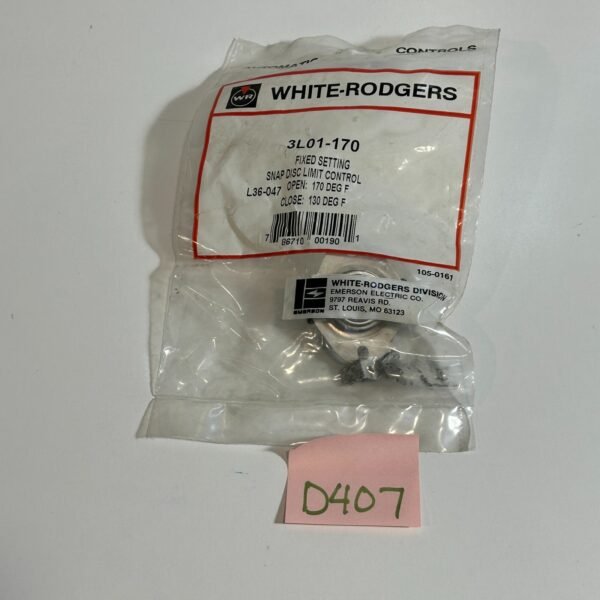 CONTROLS
WR WHITE-RODGERS
3L01-170
FIXED SETTING
SNAP DISC LIMIT CONTROL
L36-047 OPEN: 170 DEG F
CLOSE: 130 DEG F
7 86710 00190 1
105-0161
WHITE-RODGERS DIVISION
EMERSON ELECTRIC CO.
9797 REAVIS RD.
ST. LOUIS, MO 63123
EMERSON
D407